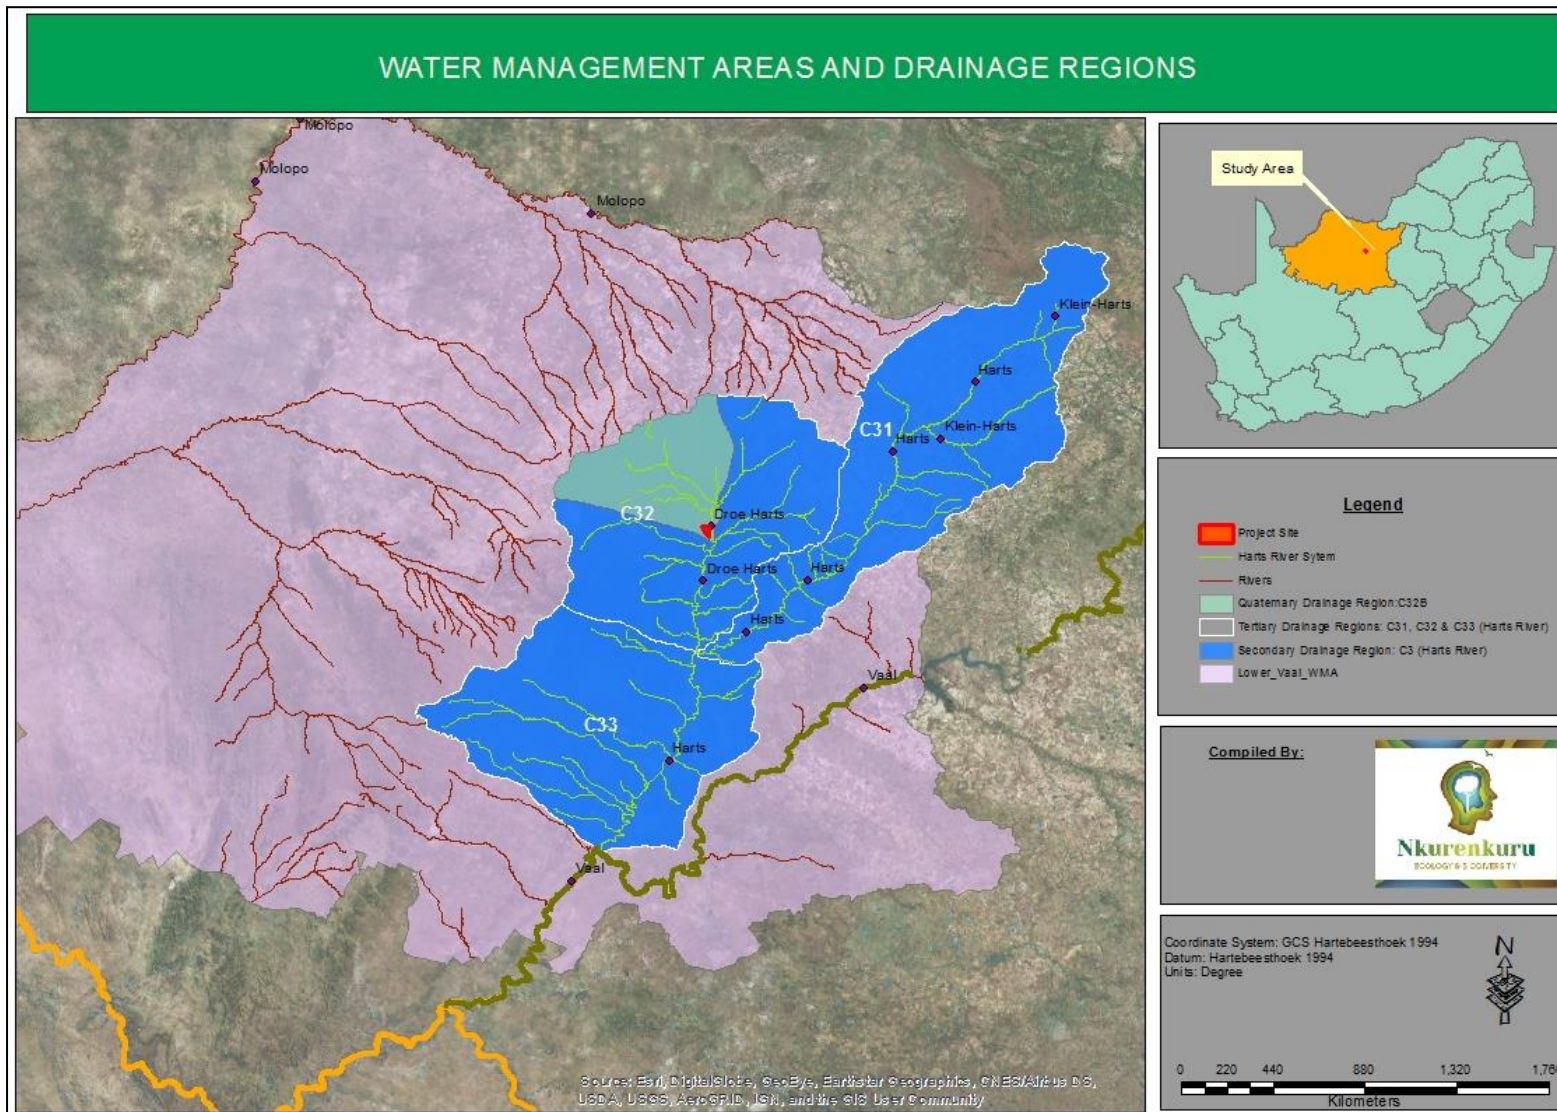 WATER MANAGEMENT AREAS AND DRAINAGE REGIONS
Molopo
Molopo
Molopo
Klein-Harts
Harts
C31
Harts
Klein-Harts
C32
Droe Harts
Droe Harts
Harts
Harts
Vaal
C33
Harts
Vaal
Source: Esri, DigitalGlobe, GeoEye, Earthstar Geographics, CNES/Airbus DS,
USDA, USGS, AeroGRID, IGN, and the GIS User Community
Study Area
Legend
Project Site
Harts River Sytem
Rivers
Quaternary Drainage Region:C32B
Tertiary Drainage Regions: C31, C32 & C33 (Harts River)
Secondary Drainage Region: C3 (Harts River)
Lower_Vaal_WMA
Compiled By:
Nkurenkuru
ECOLOGY & BIODIVERSITY
Coordinate System: GCS Hartebeesthoek 1994
Datum: Hartebeesthoek 1994
Units: Degree
N
0 220 440 880 1,320 1,760
Kilometers